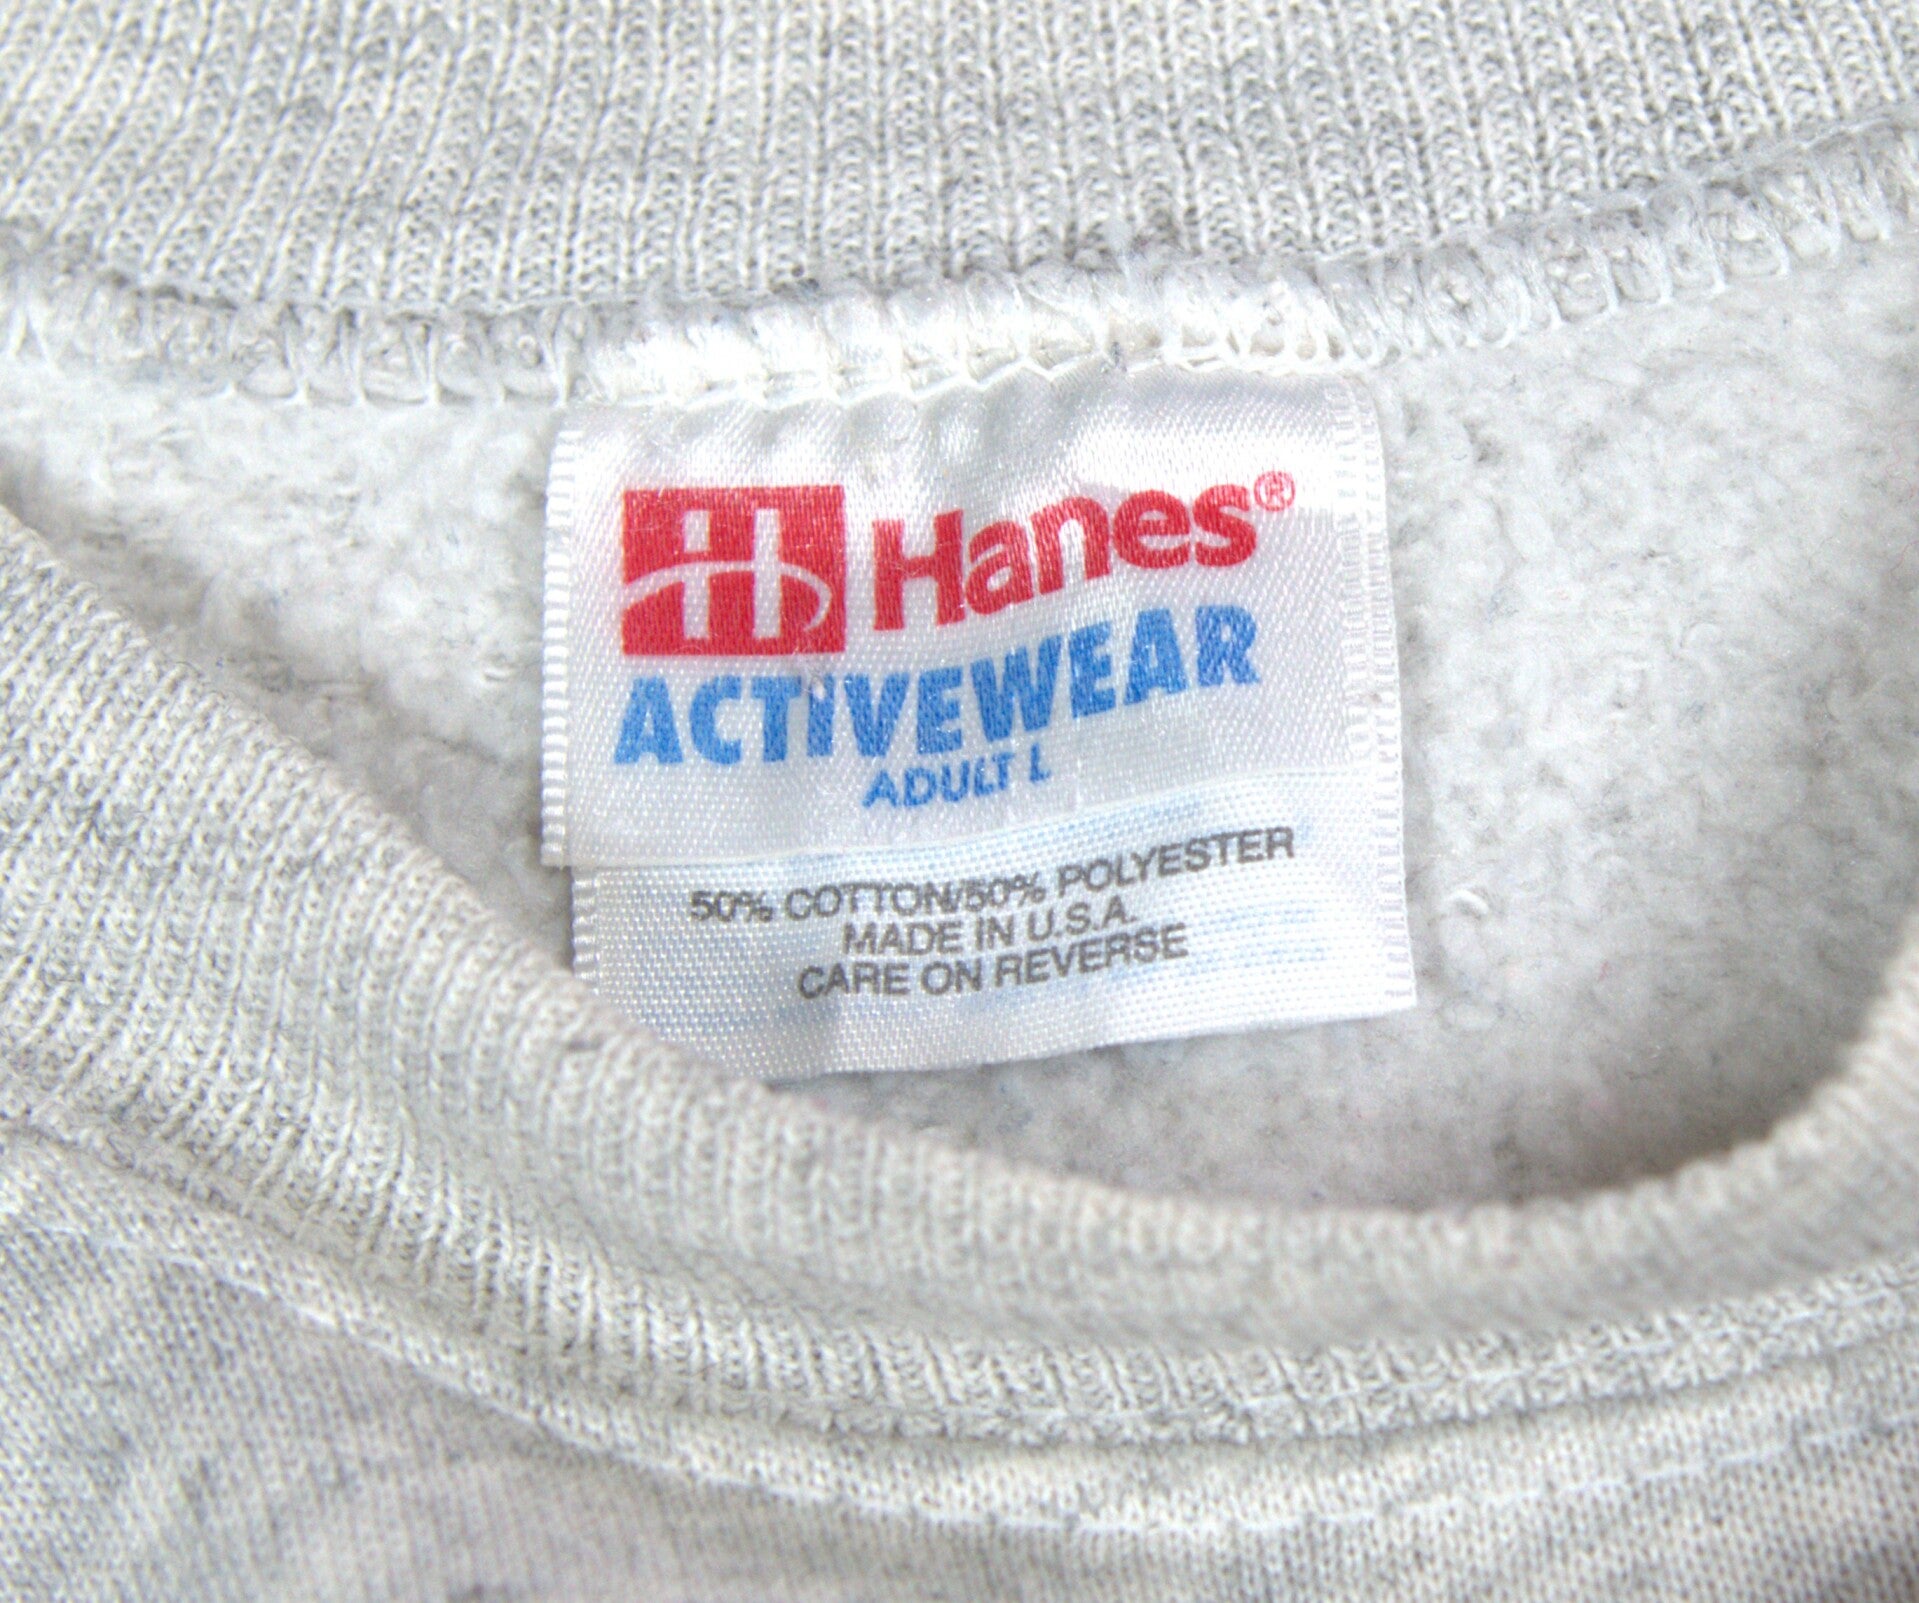 H Hanes®
ACTIVEWEAR
ADULT L
50% COTTON/50% POLYESTER
MADE IN U.S.A.
CARE ON REVERSE